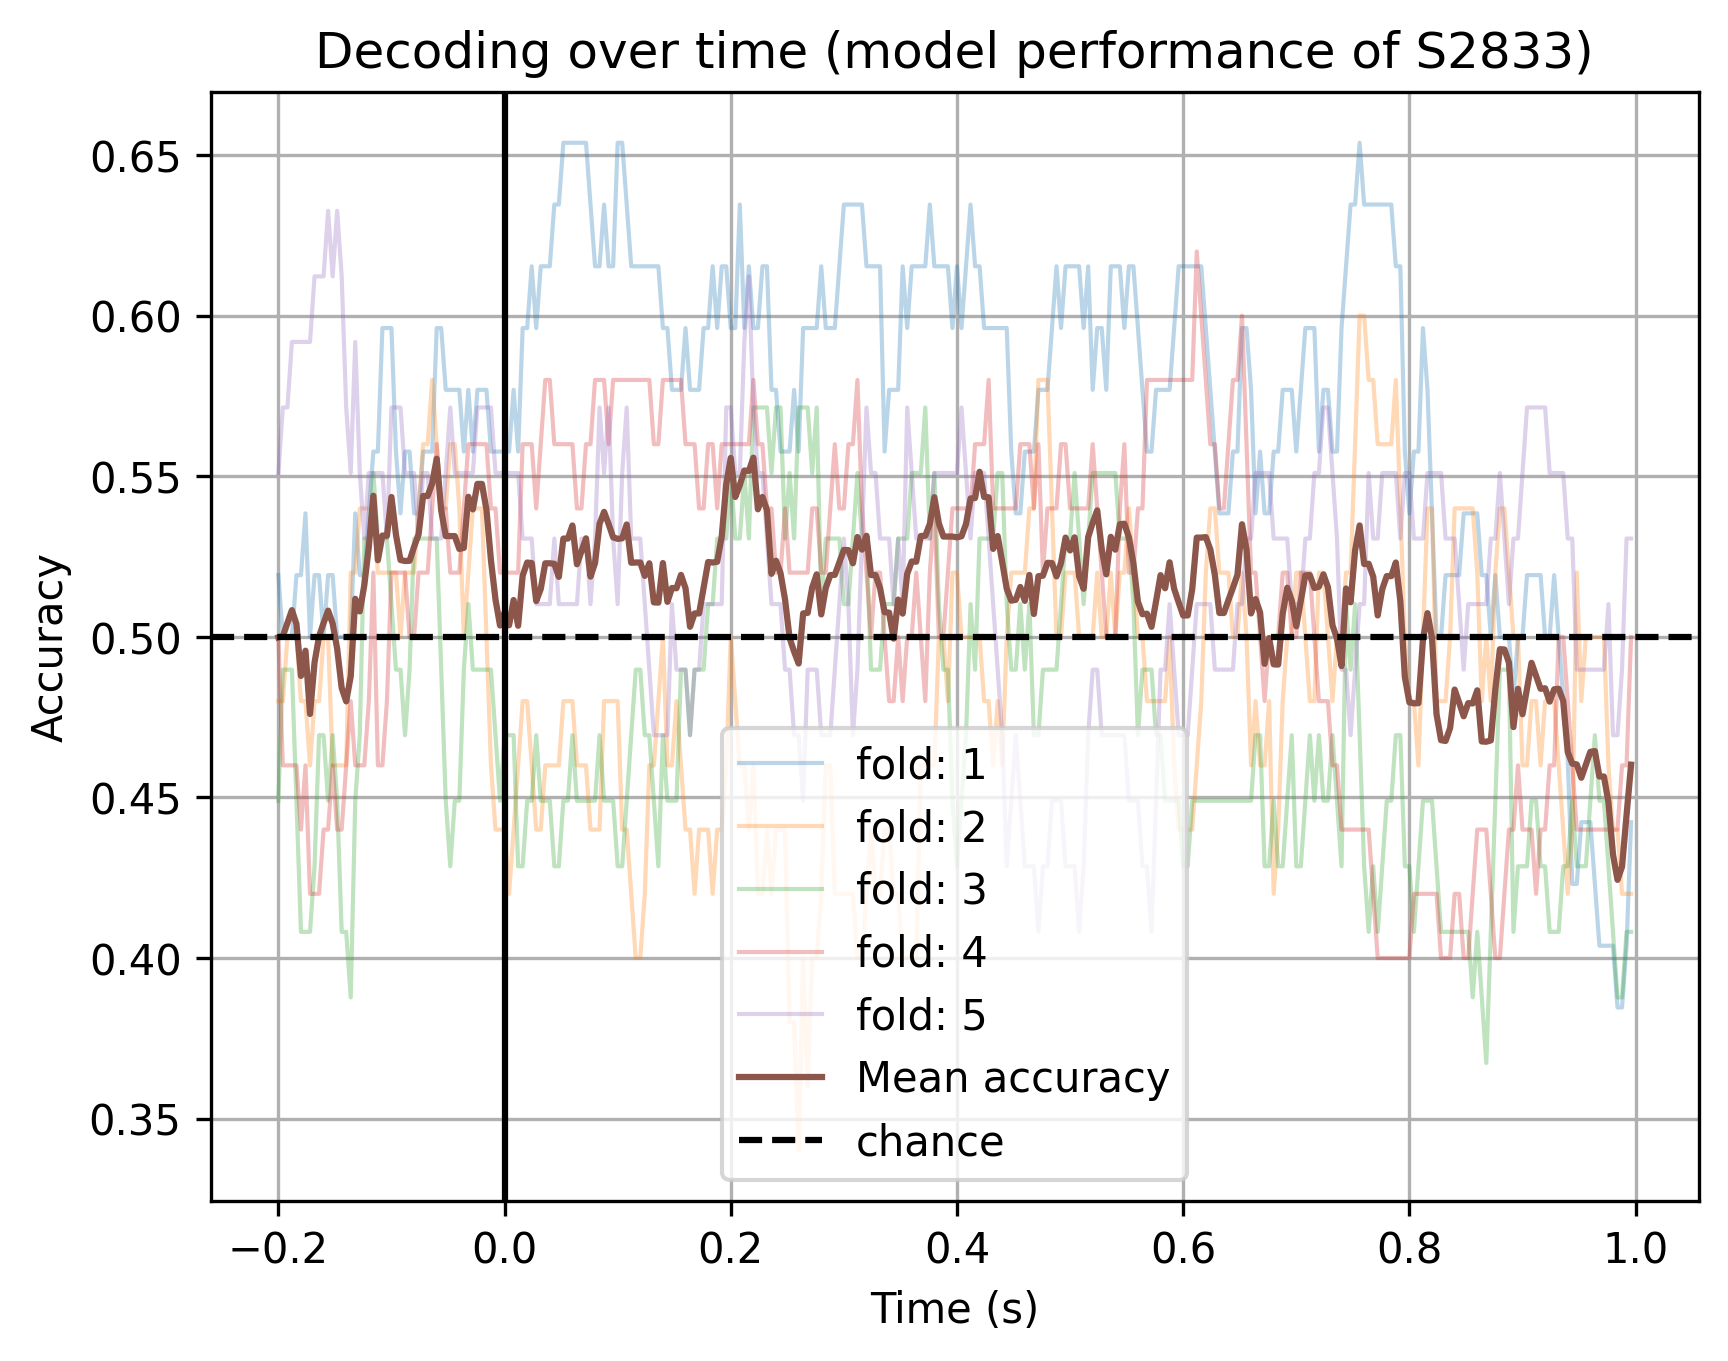 Decoding over time (model performance of S2833)
Accuracy
0.65
0.60
0.55
0.50
0.45
0.40
0.35
fold: 1
fold: 2
fold: 3
fold: 4
fold: 5
Mean accuracy
chance
−0.2 0.0 0.2 0.4 0.6 0.8 1.0
Time (s)